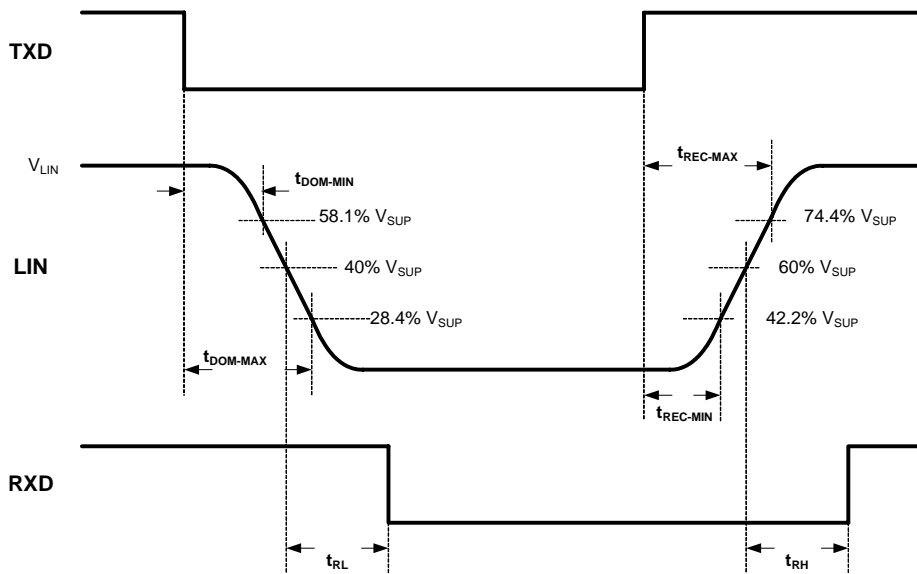 TXD
V_LIN
t_REC-MAX
t_DOM-MIN
58.1% V_SUP
74.4% V_SUP
LIN
40% V_SUP
60% V_SUP
28.4% V_SUP
42.2% V_SUP
t_DOM-MAX
t_REC-MIN
RXD
t_RL
t_RH